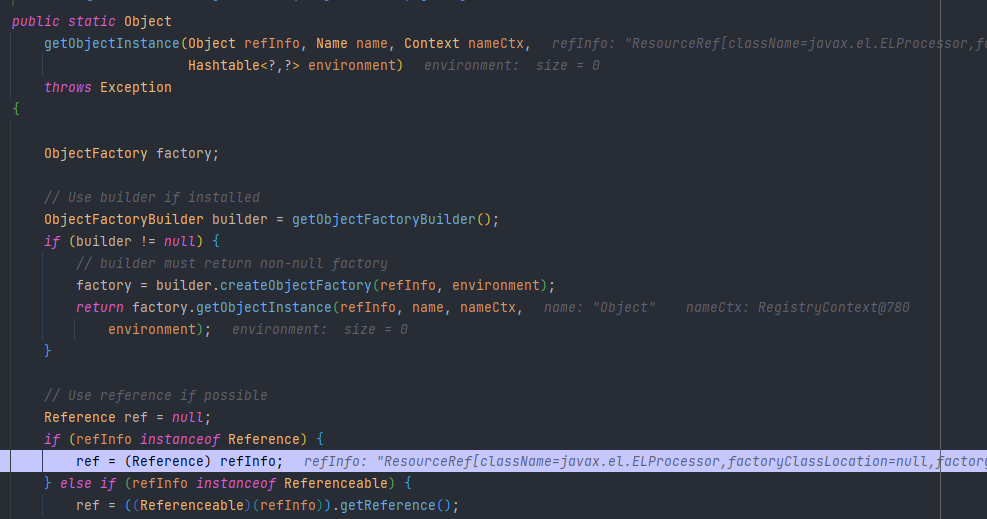 public static Object
getObjectInstance(Object refInfo, Name name, Context nameCtx, refInfo: "ResourceRef[className=javax.el.ELProcessor,fa
Hashtable<?,?> environment) environment: size = 0
throws Exception
{
ObjectFactory factory;
// Use builder if installed
ObjectFactoryBuilder builder = getObjectFactoryBuilder();
if (builder != null) {
// builder must return non-null factory
factory = builder.createObjectFactory(refInfo, environment);
return factory.getObjectInstance(refInfo, name, nameCtx, name: "Object" nameCtx: RegistryContext@780
environment); environment: size = 0
}
// Use reference if possible
Reference ref = null;
if (refInfo instanceof Reference) {
ref = (Reference) refInfo; refInfo: "ResourceRef[className=javax.el.ELProcessor,factoryClassLocation=null,factory
} else if (refInfo instanceof Referenceable) {
ref = ((Referenceable)(refInfo)).getReference();